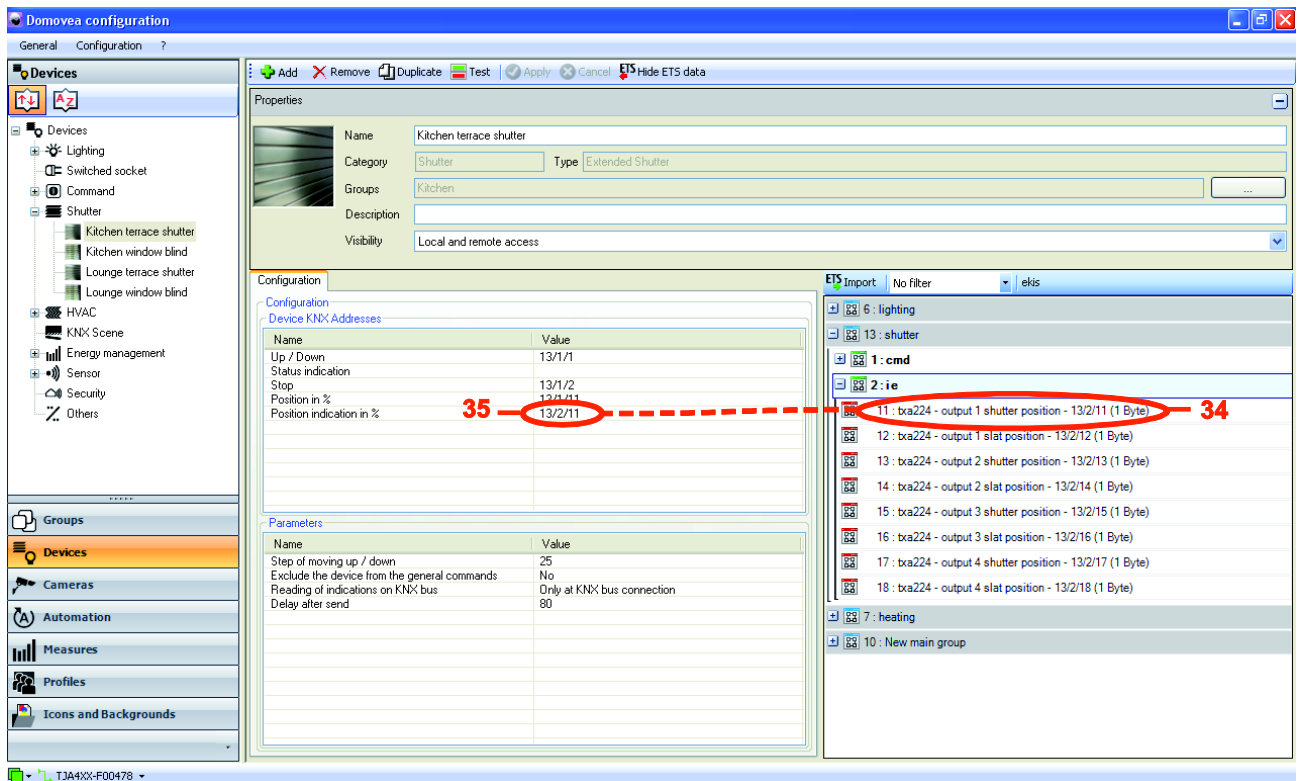 Domovea configuration
General Configuration ?
Devices
Add Remove Duplicate Test Apply Cancel ETS Hide ETS data
Properties
Name Kitchen terrace shutter
Category Shutter Type Extended Shutter
Groups Kitchen ...
Description
Visibility Local and remote access
Devices
Lighting
Switched socket
Command
Shutter
Kitchen terrace shutter
Kitchen window blind
Lounge terrace shutter
Lounge window blind
HVAC
KNX Scene
Energy management
Sensor
Security
Others
Groups
Devices
Cameras
Automation
Measures
Profiles
Icons and Backgrounds
Configuration
Configuration
Device KNX Addresses
Name Value
Up / Down 13/1/1
Status indication
Stop 13/1/2
Position in % 13/1/11
Position indication in % 13/2/11
35
Parameters
Name Value
Step of moving up / down 25
Exclude the device from the general commands No
Reading of indications on KNX bus Only at KNX bus connection
Delay after send 80
ETS Import No filter ekis
6 : lighting
13 : shutter
1 : cmd
2 : ie
11 : txa224 - output 1 shutter position - 13/2/11 (1 Byte)
34
12 : txa224 - output 1 slat position - 13/2/12 (1 Byte)
13 : txa224 - output 2 shutter position - 13/2/13 (1 Byte)
14 : txa224 - output 2 slat position - 13/2/14 (1 Byte)
15 : txa224 - output 3 shutter position - 13/2/15 (1 Byte)
16 : txa224 - output 3 slat position - 13/2/16 (1 Byte)
17 : txa224 - output 4 shutter position - 13/2/17 (1 Byte)
18 : txa224 - output 4 slat position - 13/2/18 (1 Byte)
7 : heating
10 : New main group
TJA4XX-F00478